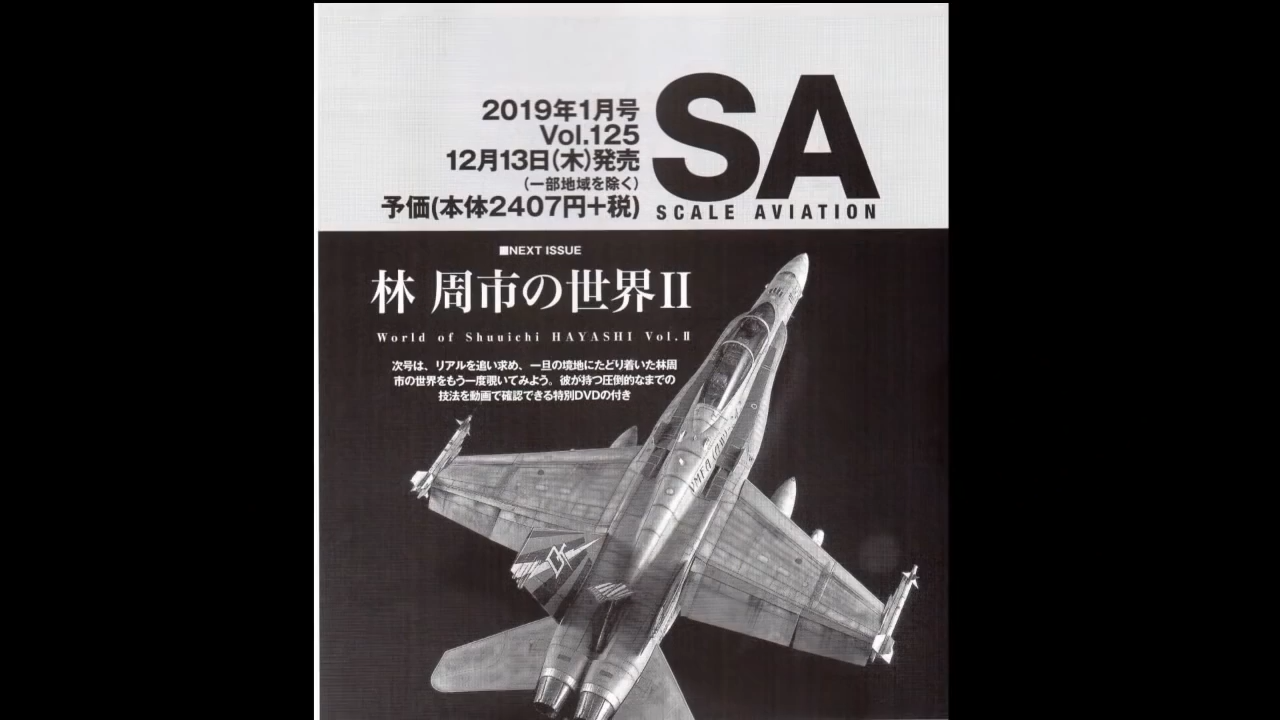 2019年1月号
Vol.125
12月13日(木)発売
(一部地域を除く)
予価(本体2407円+税)
SA
SCALE AVIATION
■NEXT ISSUE
林 周市の世界II
World of Shuuichi HAYASHI Vol.II
次号は、リアルを追い求め、一旦の境地にたどり着いた林周
市の世界をもう一度覗いてみよう。彼が持つ圧倒的なまでの
技法を動画で確認できる特別DVDの付き